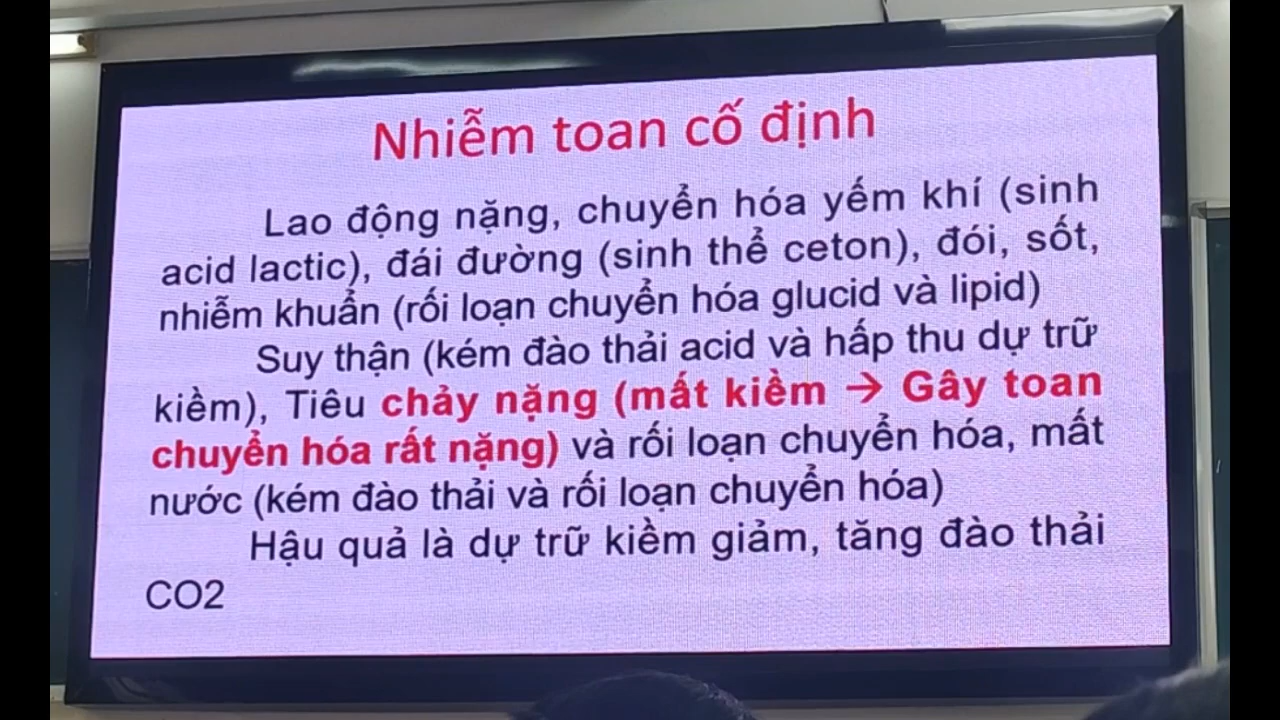 Nhiễm toan cố định
Lao động nặng, chuyển hóa yếm khí (sinh
acid lactic), đái đường (sinh thể ceton), đói, sốt,
nhiễm khuẩn (rối loạn chuyển hóa glucid và lipid)
Suy thận (kém đào thải acid và hấp thu dự trữ
kiềm), Tiêu chảy nặng (mất kiềm → Gây toan
chuyển hóa rất nặng) và rối loạn chuyển hóa, mất
nước (kém đào thải và rối loạn chuyển hóa)
Hậu quả là dự trữ kiềm giảm, tăng đào thải
CO2